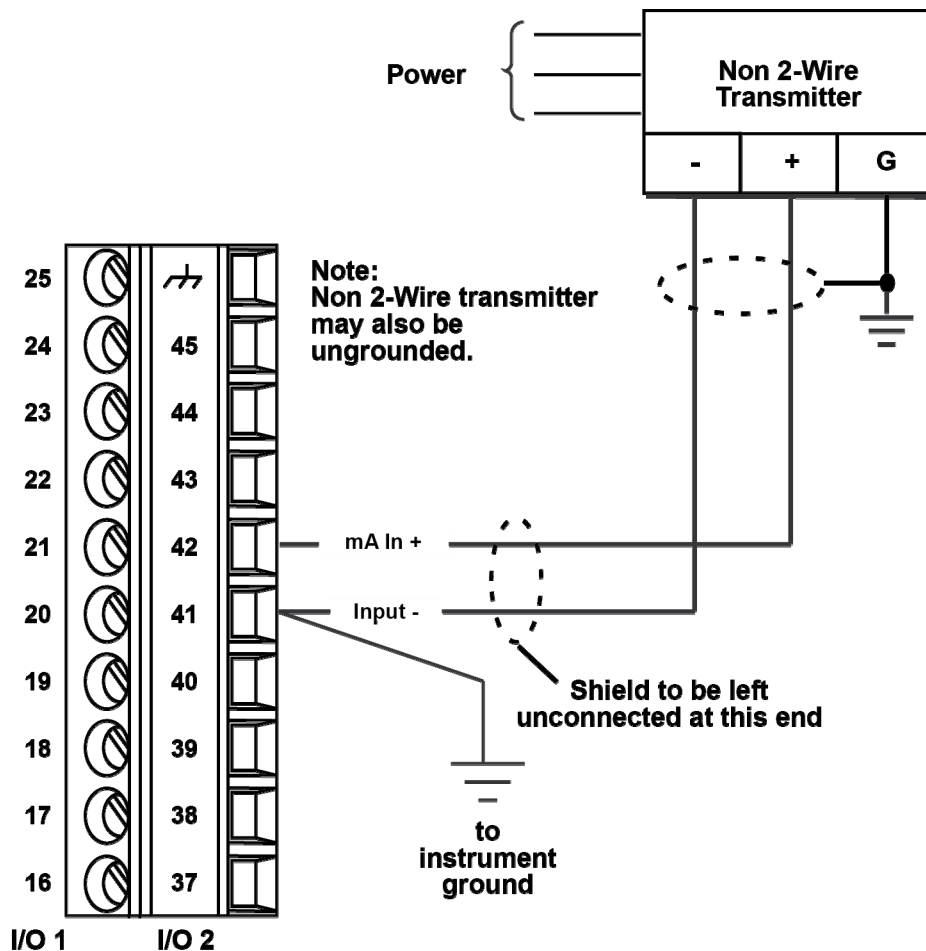 Power
Non 2-Wire
Transmitter
- + G
Note:
Non 2-Wire transmitter
may also be
ungrounded.
25
24 45
23 44
22 43
21 42 mA In +
20 41 Input -
19 40
18 39
17 38
16 37
I/O 1 I/O 2
Shield to be left
unconnected at this end
to
instrument
ground